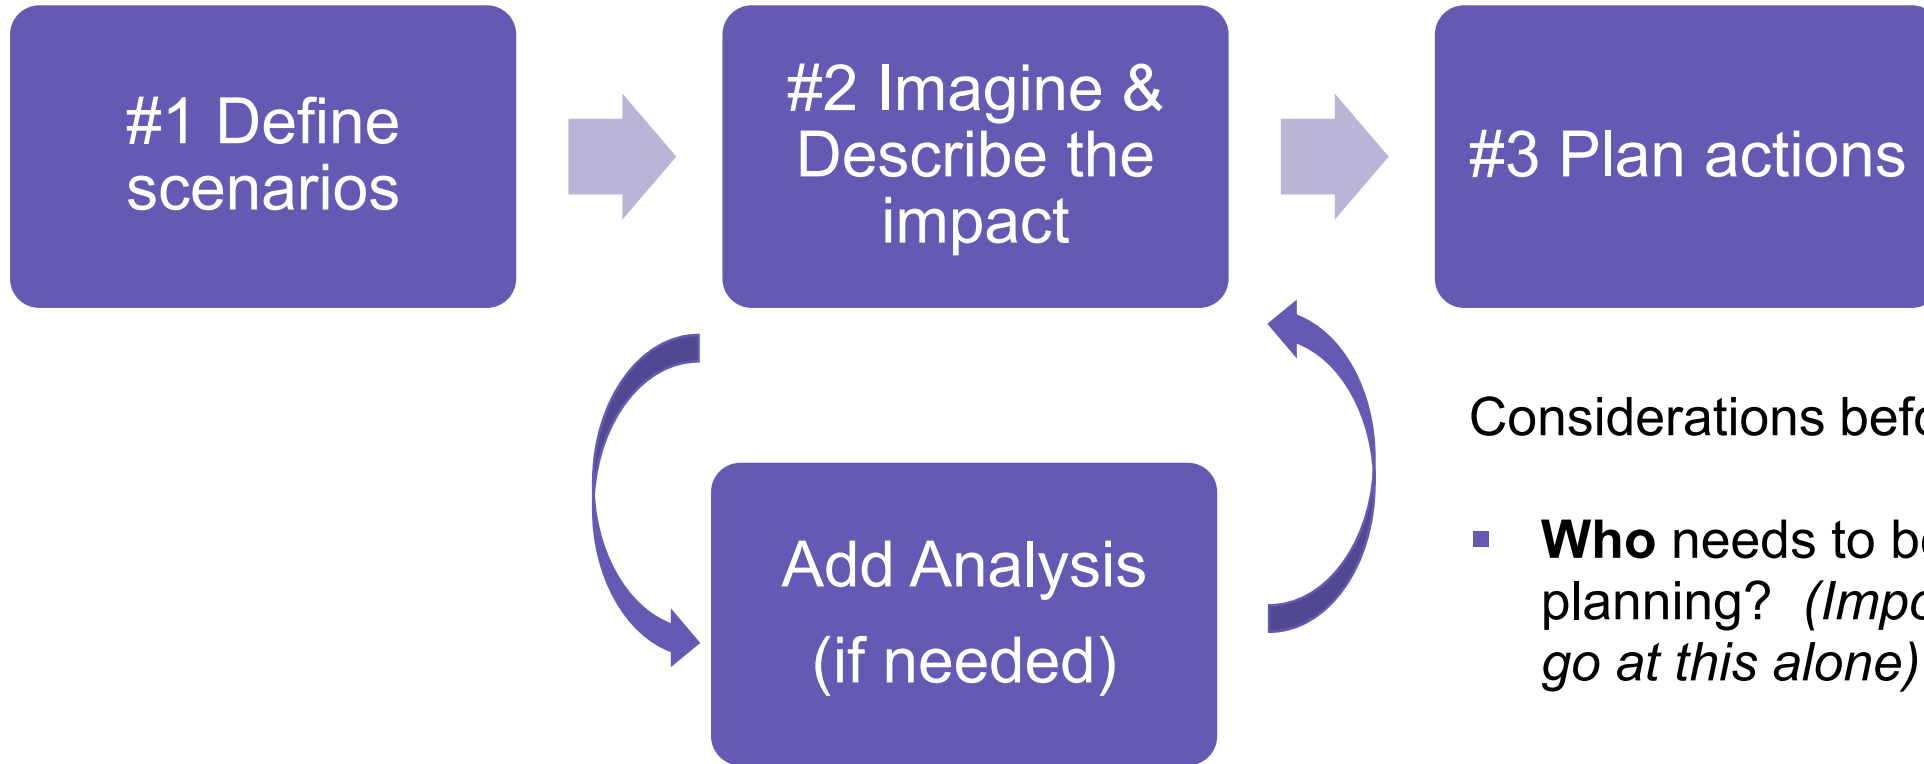 #1 Define
scenarios
#2 Imagine &
Describe the
impact
#3 Plan actions
Add Analysis
(if needed)
Considerations
Who needs to
planning? (
go at this alone)